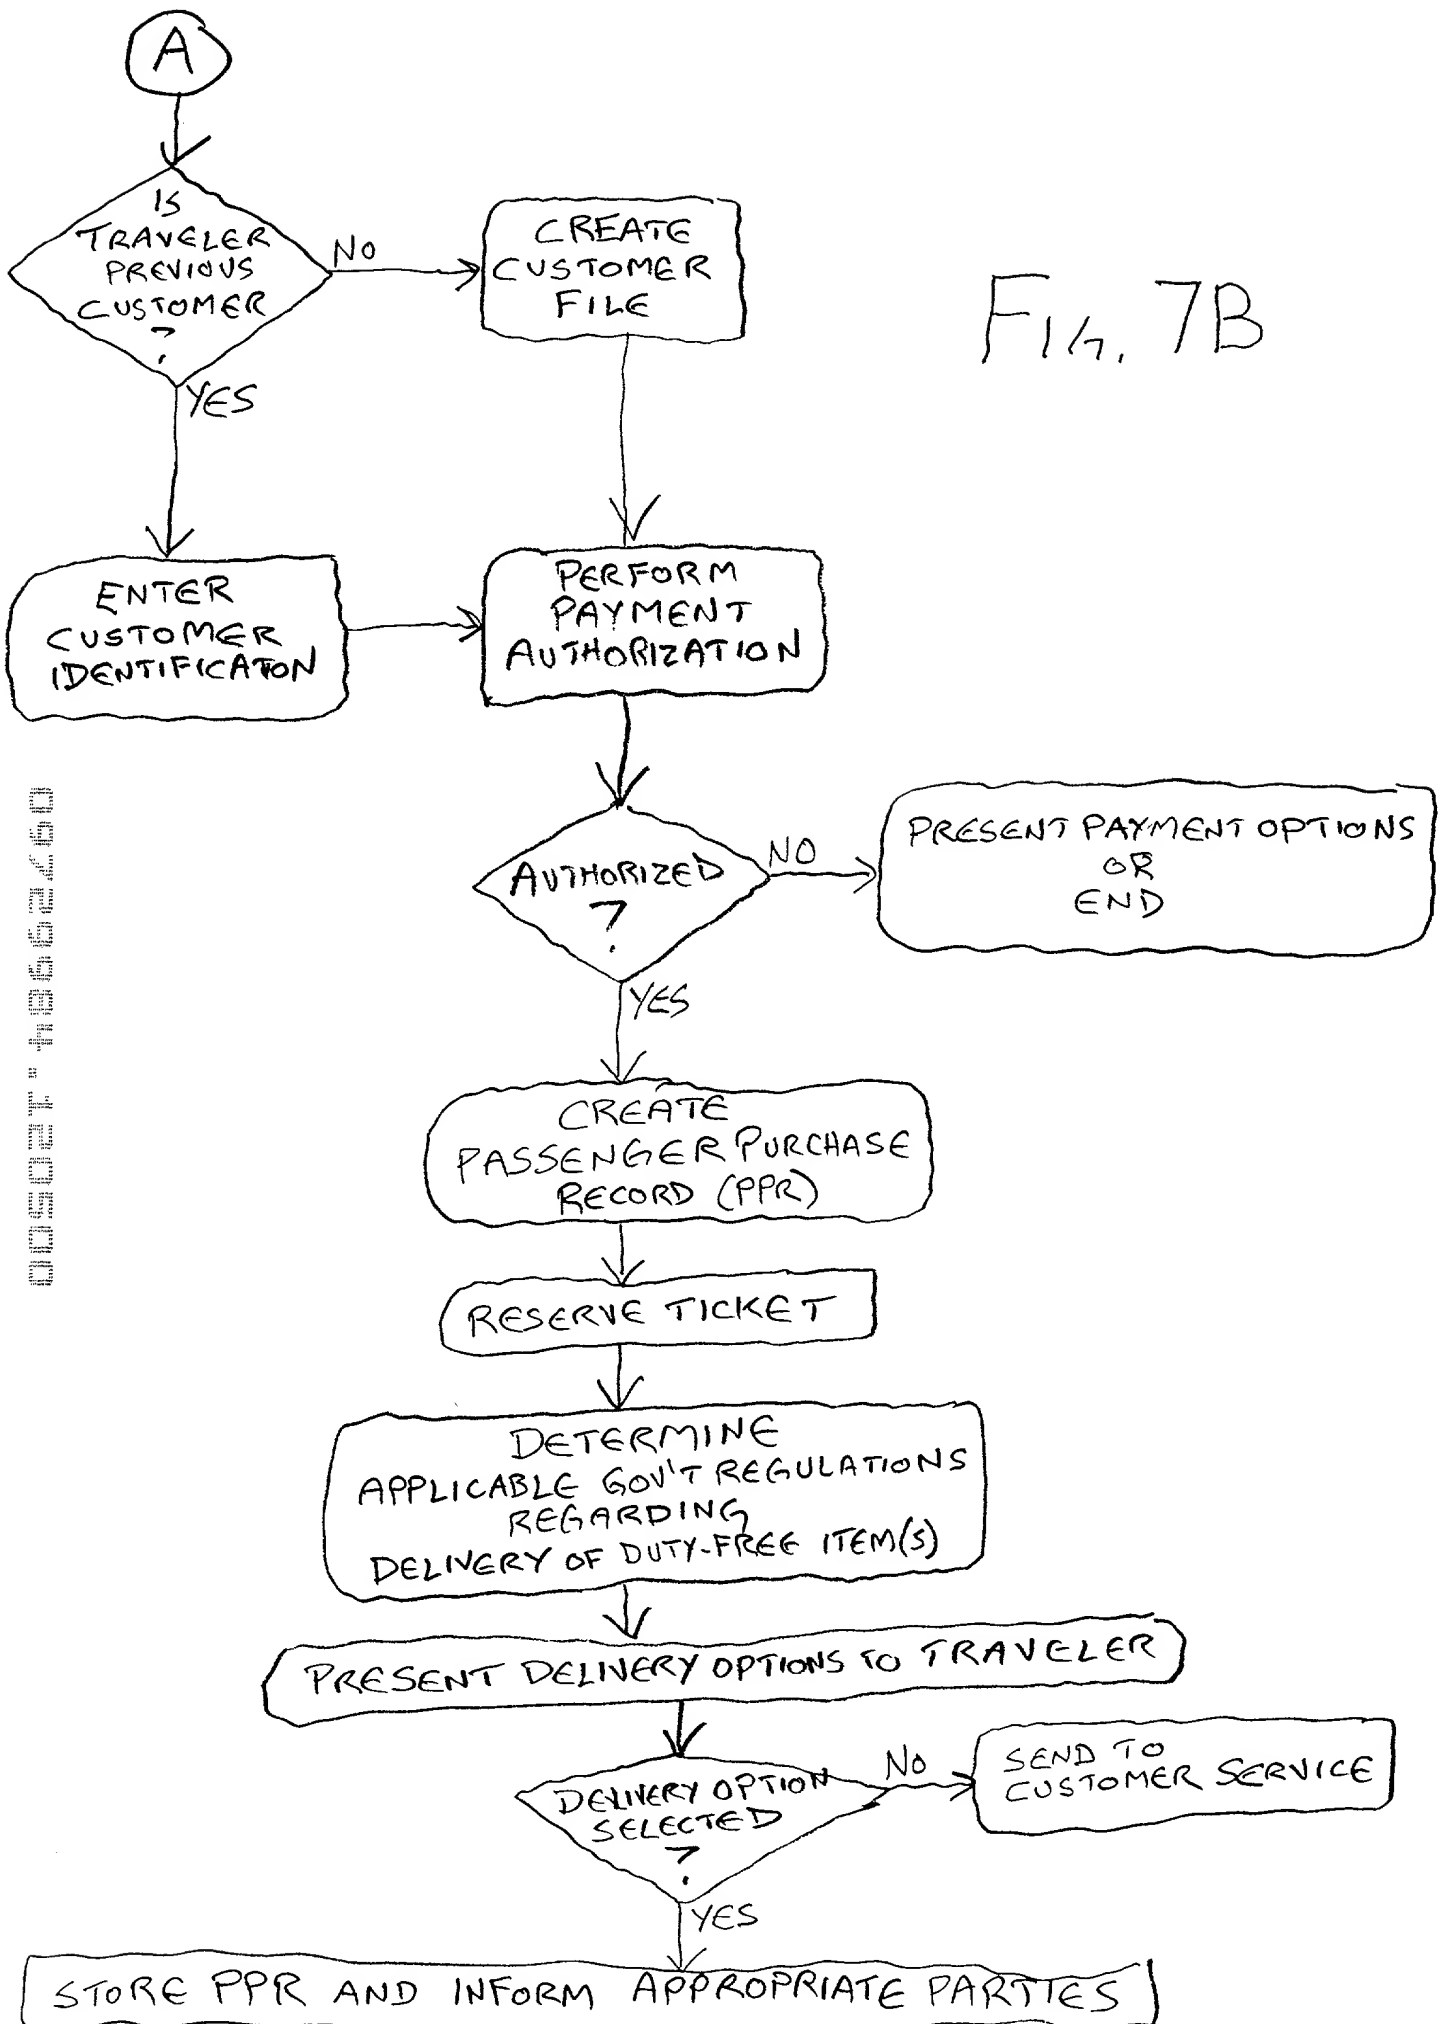 A
IS
TRAVELER
PREVIOUS
CUSTOMER
?
NO
CREATE
CUSTOMER
FILE
FIG. 7B
YES
ENTER
CUSTOMER
IDENTIFICATON
PERFORM
PAYMENT
AUTHORIZATION
AUTHORIZED
?
NO
PRESENT PAYMENT OPTIONS
OR
END
YES
CREATE
PASSENGER PURCHASE
RECORD (PPR)
RESERVE TICKET
DETERMINE
APPLICABLE GOV'T REGULATIONS
REGARDING
DELIVERY OF DUTY-FREE ITEM(S)
PRESENT DELIVERY OPTIONS TO TRAVELER
DELIVERY OPTION
SELECTED
?
NO
SEND TO
CUSTOMER SERVICE
YES
STORE PPR AND INFORM APPROPRIATE PARTIES